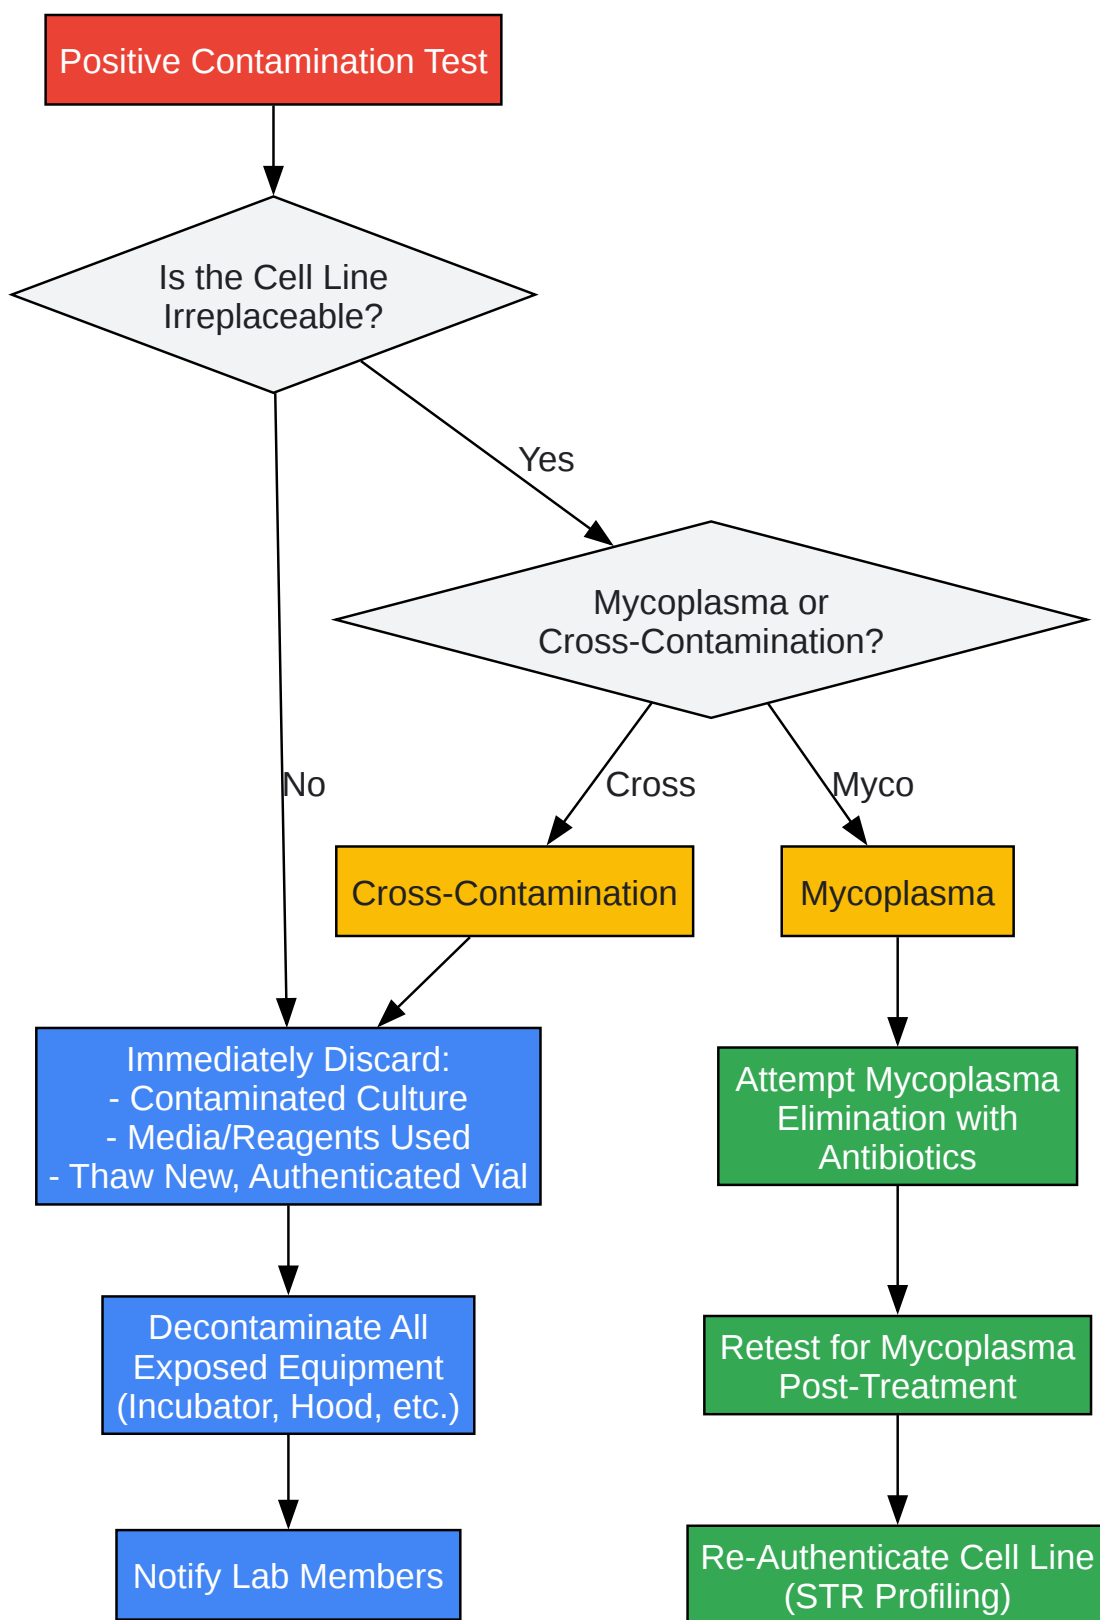 Positive Contamination Test
Is the Cell Line
Irreplaceable?
Yes
Mycoplasma or
Cross-Contamination?
No
Cross
Myco
Cross-Contamination
Mycoplasma
Immediately Discard:
- Contaminated Culture
- Media/Reagents Used
- Thaw New, Authenticated Vial
Attempt Mycoplasma
Elimination with
Antibiotics
Decontaminate All
Exposed Equipment
(Incubator, Hood, etc.)
Retest for Mycoplasma
Post-Treatment
Notify Lab Members
Re-Authenticate Cell Line
(STR Profiling)